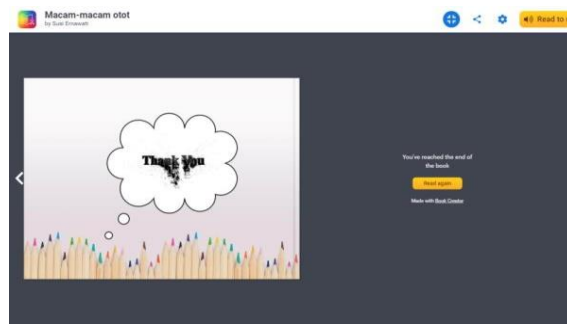 Macam-macam otot
by Susi Ernawati
Read to
Thank You
You've reached the end of
the book
Read again
Made with Book Creator